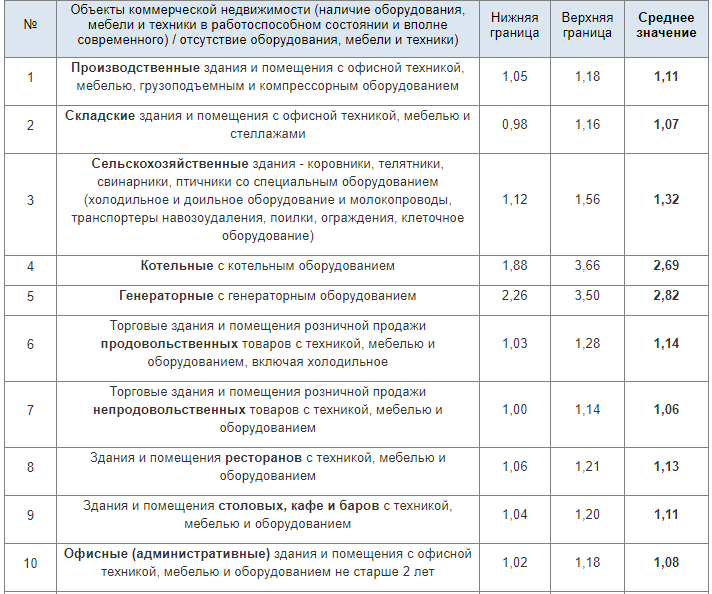 №
Объекты коммерческой недвижимости (наличие оборудования,
мебели и техники в работоспособном состоянии и вполне
современного) / отсутствие оборудования, мебели и техники)
Нижняя
граница
Верхняя
граница
Среднее
значение
1
Производственные здания и помещения с офисной техникой,
мебелью, грузоподъемным и компрессорным оборудованием
1,05
1,18
1,11
2
Складские здания и помещения с офисной техникой, мебелью и
стеллажами
0,98
1,16
1,07
3
Сельскохозяйственные здания - коровники, телятники,
свинарники, птичники со специальным оборудованием
(холодильное и доильное оборудование и молокопроводы,
транспортеры навозоудаления, поилки, ограждения, клеточное
оборудование)
1,12
1,56
1,32
4
Котельные с котельным оборудованием
1,88
3,66
2,69
5
Генераторные с генераторным оборудованием
2,26
3,50
2,82
6
Торговые здания и помещения розничной продажи
продовольственных товаров с техникой, мебелью и
оборудованием, включая холодильное
1,03
1,28
1,14
7
Торговые здания и помещения розничной продажи
непродовольственных товаров с техникой, мебелью и
оборудованием
1,00
1,14
1,06
8
Здания и помещения ресторанов с техникой, мебелью и
оборудованием
1,06
1,21
1,13
9
Здания и помещения столовых, кафе и баров с техникой,
мебелью и оборудованием
1,04
1,20
1,11
10
Офисные (административные) здания и помещения с офисной
техникой, мебелью и оборудованием не старше 2 лет
1,02
1,18
1,08